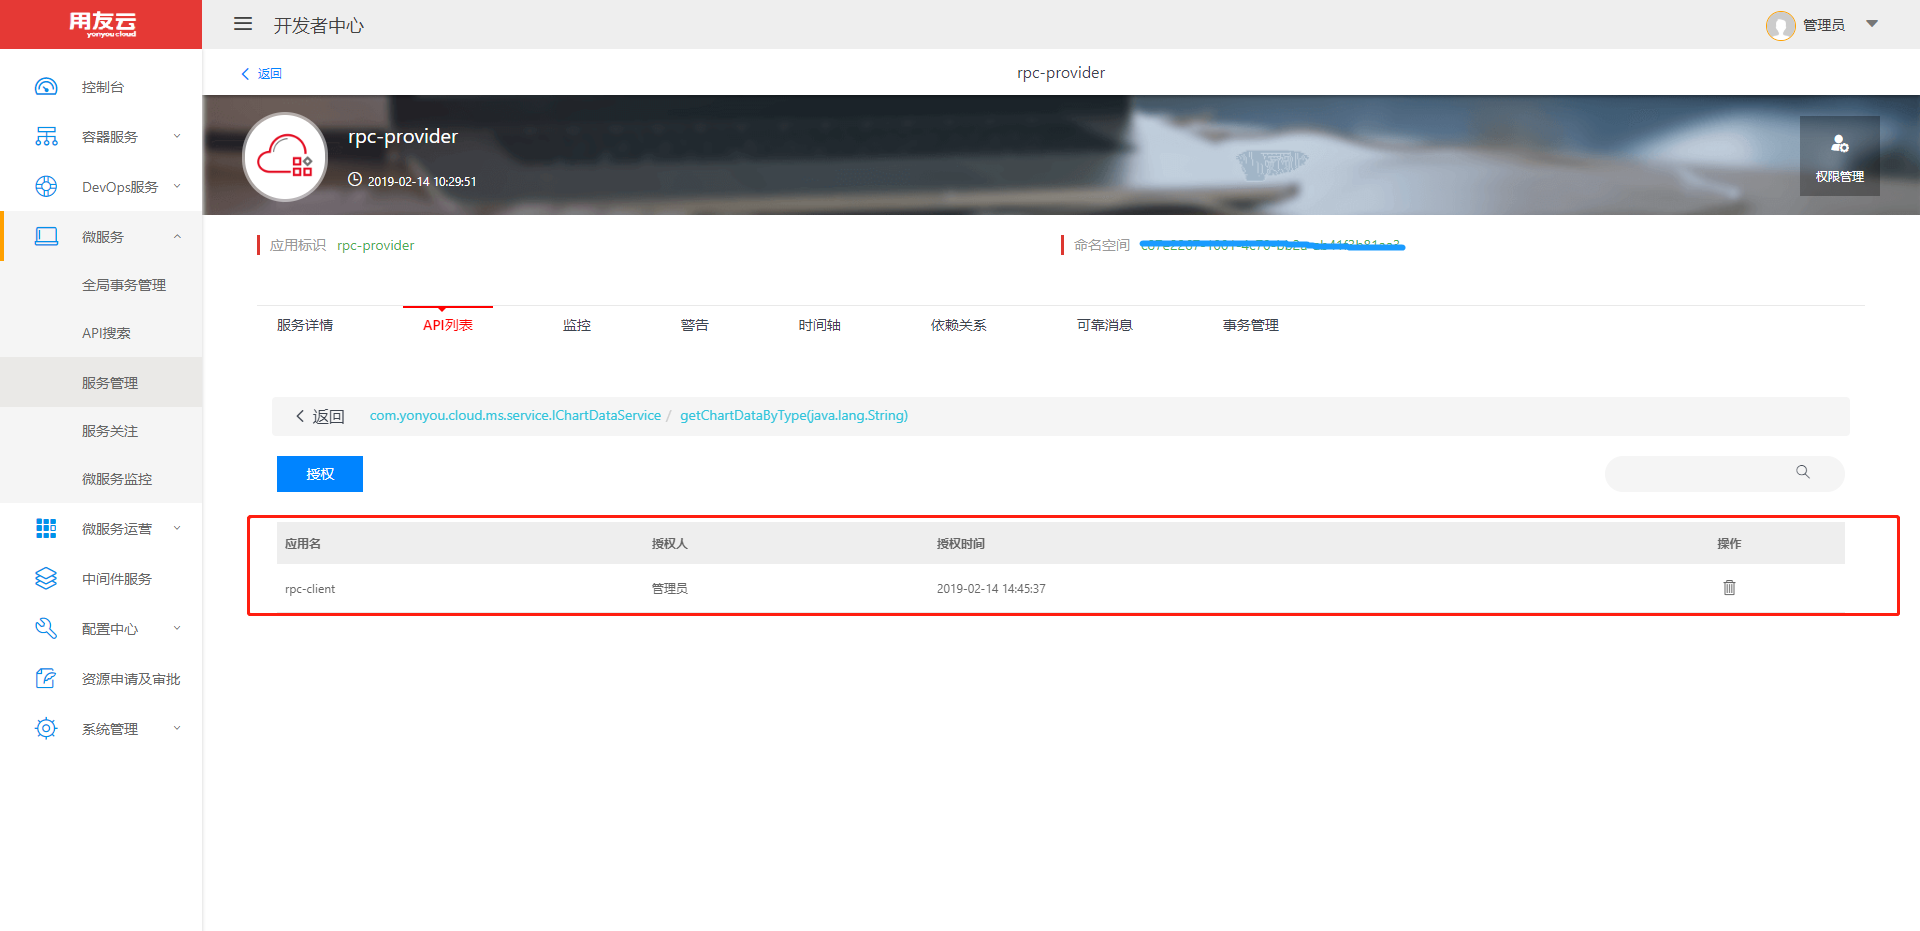 用友云
yonyou cloud
开发者中心
管理员
控制台
容器服务
DevOps服务
微服务
全局事务管理
API搜索
服务管理
服务关注
微服务监控
微服务运营
中间件服务
配置中心
资源申请及审批
系统管理
返回
rpc-provider
rpc-provider
2019-02-14 10:29:51
权限管理
应用标识 rpc-provider
命名空间
服务详情 API列表 监控 警告 时间轴 依赖关系 可靠消息 事务管理
返回 com.yonyou.cloud.ms.service.IChartDataService / getChartDataByType(java.lang.String)
授权
应用名 授权人 授权时间 操作
rpc-client 管理员 2019-02-14 14:45:37